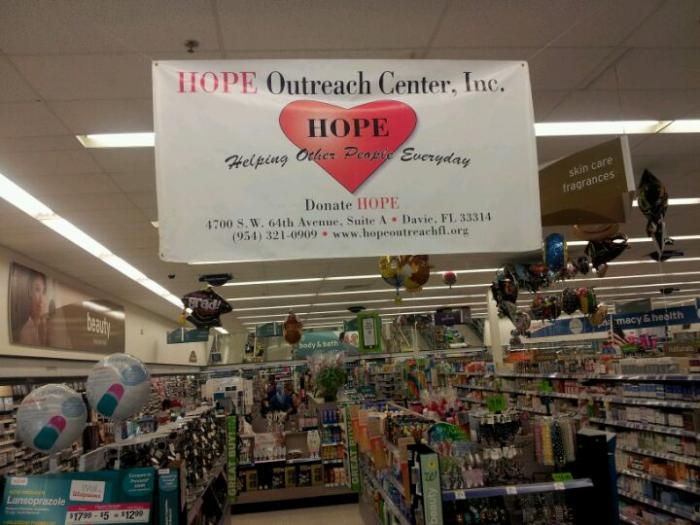 HOPE Outreach Center, Inc.
HOPE
Helping Other People Everyday
Donate HOPE
4700 S.W. 64th Avenue, Suite A • Davie, FL 33314
(954) 321-0909 • www.hopeoutreachfl.org
skin care
fragrances
beauty
Grad!
body & bath
macy & health
Walgreens
Lansoprazole
$17.99 - $5 = $12.99
beauty